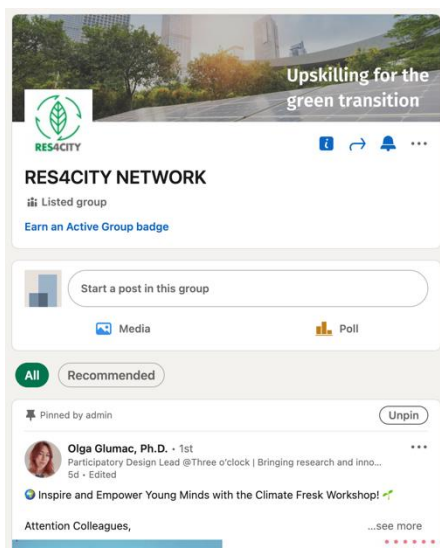 Upskilling for the
green transition
RES4CITY
RES4CITY NETWORK
Listed group
Earn an Active Group badge
Start a post in this group
Media
Poll
All
Recommended
Pinned by admin
Unpin
Olga Glumac, Ph.D. • 1st
Participatory Design Lead @Three o'clock | Bringing research and inno...
5d • Edited
🌍 Inspire and Empower Young Minds with the Climate Fresk Workshop! 🌱
Attention Colleagues,
...see more